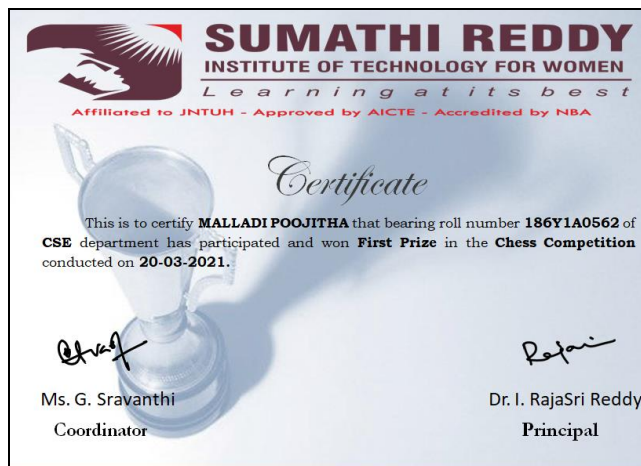 SUMATHI REDDY
INSTITUTE OF TECHNOLOGY FOR WOMEN
Learning at its best
Affiliated to JNTUH - Approved by AICTE - Accredited by NBA
Certificate
This is to certify MALLADI POOJITHA that bearing roll number 186Y1A0562 of
CSE department has participated and won First Prize in the Chess Competition
conducted on 20-03-2021.
Ms. G. Sravanthi
Dr. I. RajaSri Reddy
Coordinator
Principal